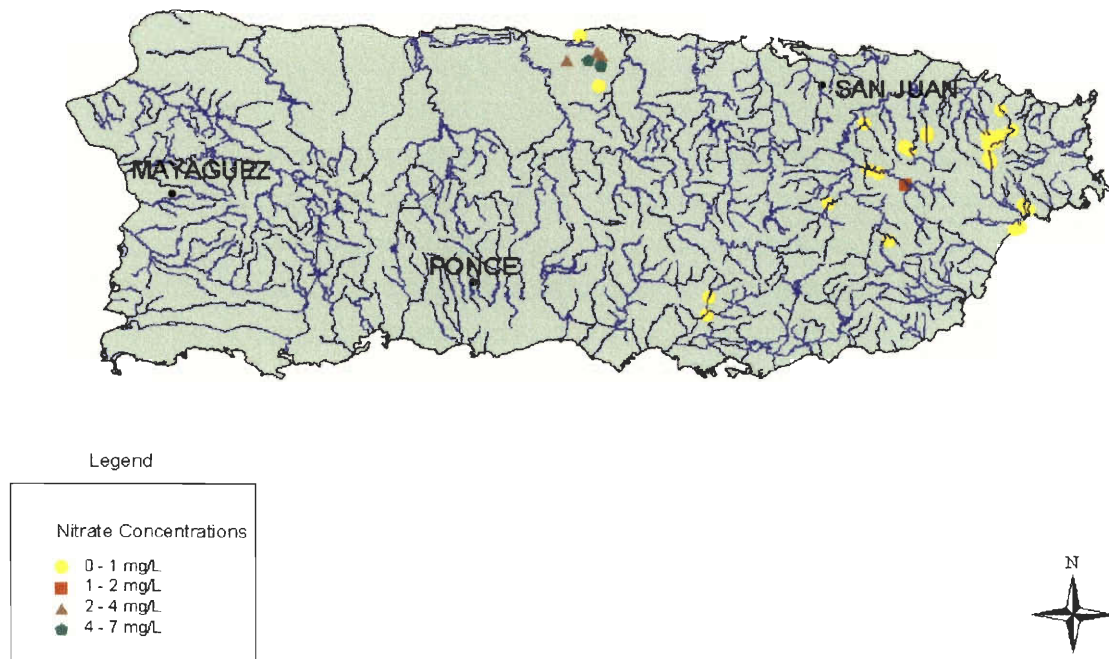 SAN JUAN
MAYAGUEZ
PONCE
Legend
Nitrate Concentrations
0 - 1 mg/L
1 - 2 mg/L
2 - 4 mg/L
4 - 7 mg/L
N